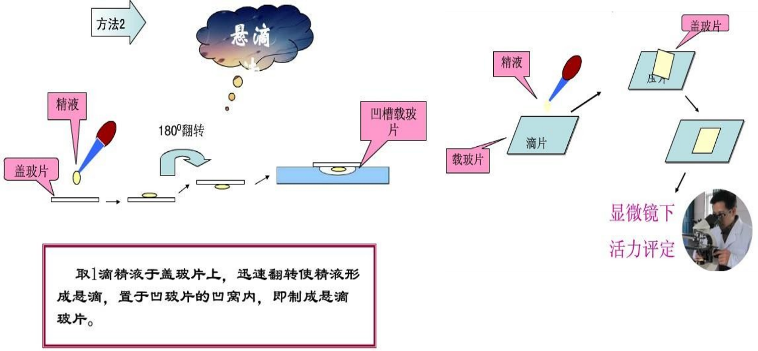 方法2
悬滴
精液
180⁰翻转
凹槽载玻
片
盖玻片
取1滴精液于盖玻片上，迅速翻转使精液形
成悬滴，置于凹玻片的凹窝内，即制成悬滴
玻片。
盖玻片
精液
压片
载玻片
滴片
显微镜下
活力评定